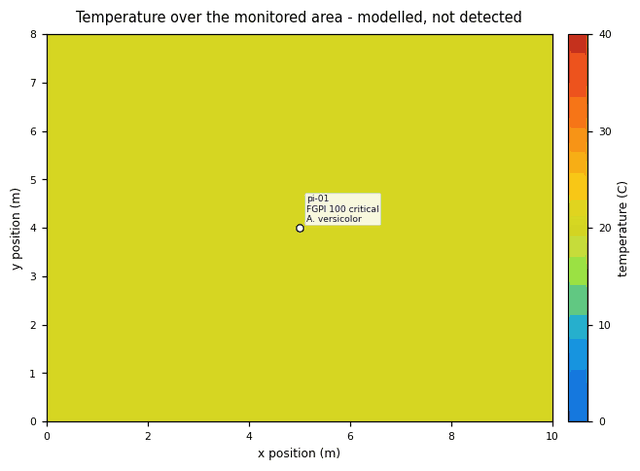 Temperature over the monitored area - modelled, not detected
8
7
6
5
4
3
2
1
0
y position (m)
pi-01
FGPI 100 critical
A. versicolor
0
2
4
6
8
10
x position (m)
40
30
20
10
0
temperature (C)